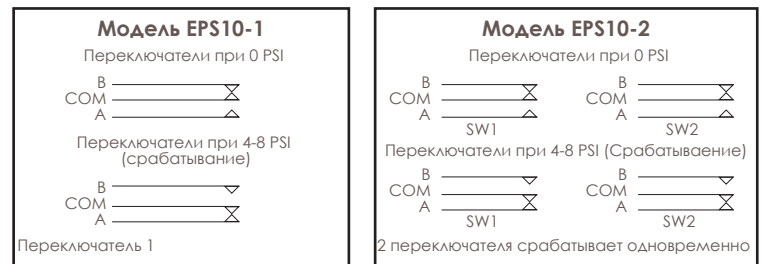 Модель EPS10-1
Переключатели при 0 PSI
B
COM
A
Переключатели при 4-8 PSI
(срабатывание)
B
COM
A
Переключатель 1
Модель EPS10-2
Переключатели при 0 PSI
B B
COM COM
A A
SW1 SW2
Переключатели при 4-8 PSI (Срабатываение)
B B
COM COM
A A
SW1 SW2
2 переключателя срабатывает одновременно